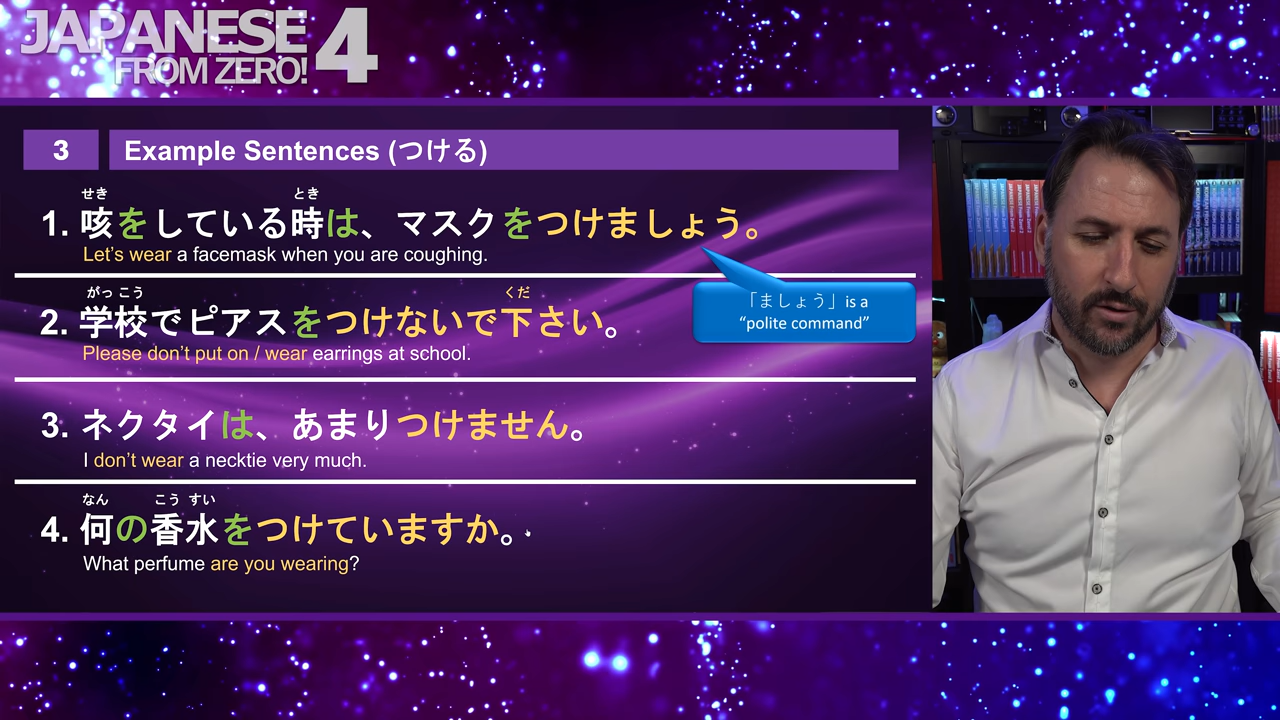 JAPANESE
FROM ZERO! 4
3 Example Sentences (つける)
せき とき
1. 咳をしている時は、マスクをつけましょう。
Let's wear a facemask when you are coughing.
「ましょう」is a
“polite command”
がっこう くだ
2. 学校でピアスをつけないで下さい。
Please don't put on / wear earrings at school.
3. ネクタイは、あまりつけません。
I don't wear a necktie very much.
なん こう すい
4. 何の香水をつけていますか。
What perfume are you wearing?